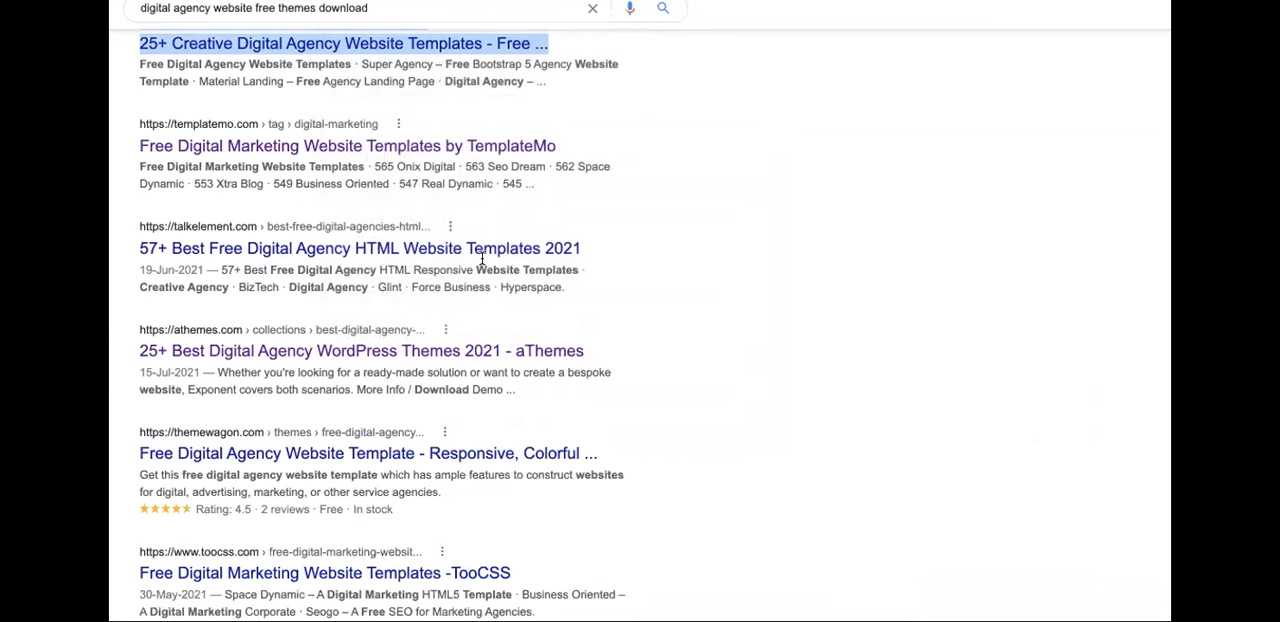 digital agency website free themes download
25+ Creative Digital Agency Website Templates - Free ...
Free Digital Agency Website Templates · Super Agency – Free Bootstrap 5 Agency Website
Template · Material Landing – Free Agency Landing Page · Digital Agency – ...
https://templatemo.com › tag › digital-marketing
Free Digital Marketing Website Templates by TemplateMo
Free Digital Marketing Website Templates · 565 Onix Digital · 563 Seo Dream · 562 Space
Dynamic · 553 Xtra Blog · 549 Business Oriented · 547 Real Dynamic · 545 ...
https://talkelement.com › best-free-digital-agencies-html...
57+ Best Free Digital Agency HTML Website Templates 2021
19-Jun-2021 — 57+ Best Free Digital Agency HTML Responsive Website Templates ·
Creative Agency · BizTech · Digital Agency · Glint · Force Business · Hyperspace.
https://athemes.com › collections › best-digital-agency-...
25+ Best Digital Agency WordPress Themes 2021 - aThemes
15-Jul-2021 — Whether you're looking for a ready-made solution or want to create a bespoke
website, Exponent covers both scenarios. More Info / Download Demo ...
https://themewagon.com › themes › free-digital-agency...
Free Digital Agency Website Template - Responsive, Colorful ...
Get this free digital agency website template which has ample features to construct websites
for digital, advertising, marketing, or other service agencies.
Rating: 4.5 · 2 reviews · Free · In stock
https://www.toocss.com › free-digital-marketing-websit...
Free Digital Marketing Website Templates -TooCSS
30-May-2021 — Space Dynamic – A Digital Marketing HTML5 Template · Business Oriented –
A Digital Marketing Corporate · Seogo – A Free SEO for Marketing Agencies.